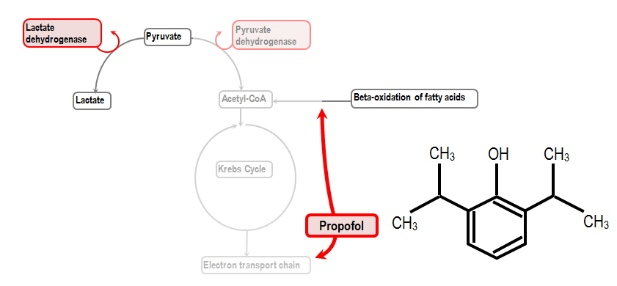 Lactate
dehydrogenase
Pyruvate
Pyruvate
dehydrogenase
Lactate
Acetyl-CoA
Beta-oxidation of fatty acids
Krebs Cycle
Propofol
Electron transport chain
CH3
OH
CH3
CH3
CH3